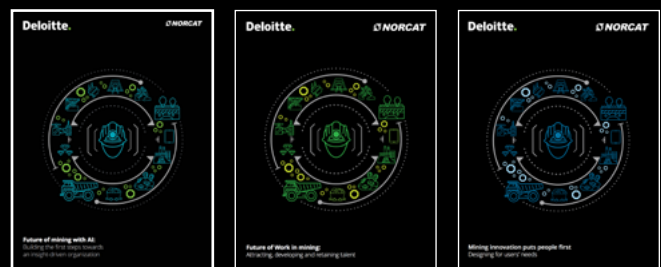 Deloitte.
NORCAT
Future of mining with AI:
Building the first steps towards
an insight-driven organization
Deloitte.
NORCAT
Future of Work in mining:
Attracting, developing and retaining talent
Deloitte.
NORCAT
Mining innovation puts people first
Designing for users' needs